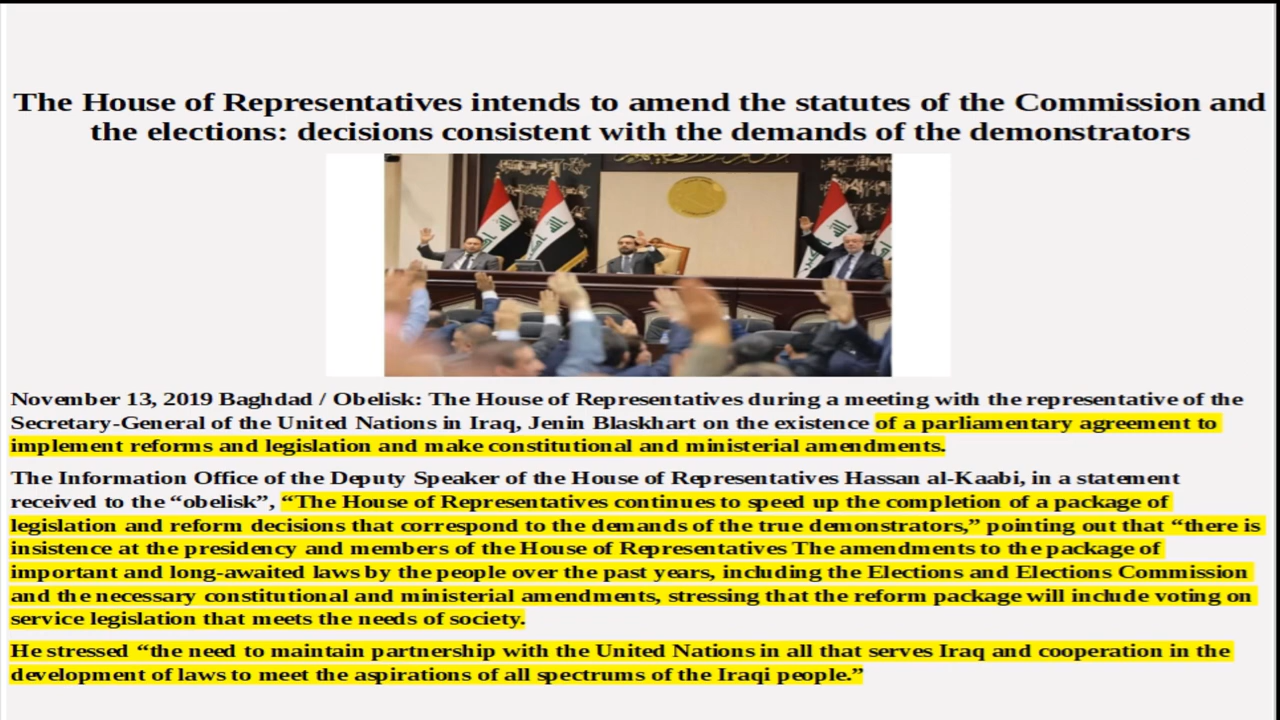 The House of Representatives intends to amend the statutes of the Commission and
the elections: decisions consistent with the demands of the demonstrators
November 13, 2019 Baghdad / Obelisk: The House of Representatives during a meeting with the representative of the
Secretary-General of the United Nations in Iraq, Jenin Blaskhart on the existence of a parliamentary agreement to
implement reforms and legislation and make constitutional and ministerial amendments.
The Information Office of the Deputy Speaker of the House of Representatives Hassan al-Kaabi, in a statement
received to the “obelisk”, “The House of Representatives continues to speed up the completion of a package of
legislation and reform decisions that correspond to the demands of the true demonstrators,” pointing out that “there is
insistence at the presidency and members of the House of Representatives The amendments to the package of
important and long-awaited laws by the people over the past years, including the Elections and Elections Commission
and the necessary constitutional and ministerial amendments, stressing that the reform package will include voting on
service legislation that meets the needs of society.
He stressed “the need to maintain partnership with the United Nations in all that serves Iraq and cooperation in the
development of laws to meet the aspirations of all spectrums of the Iraqi people.”